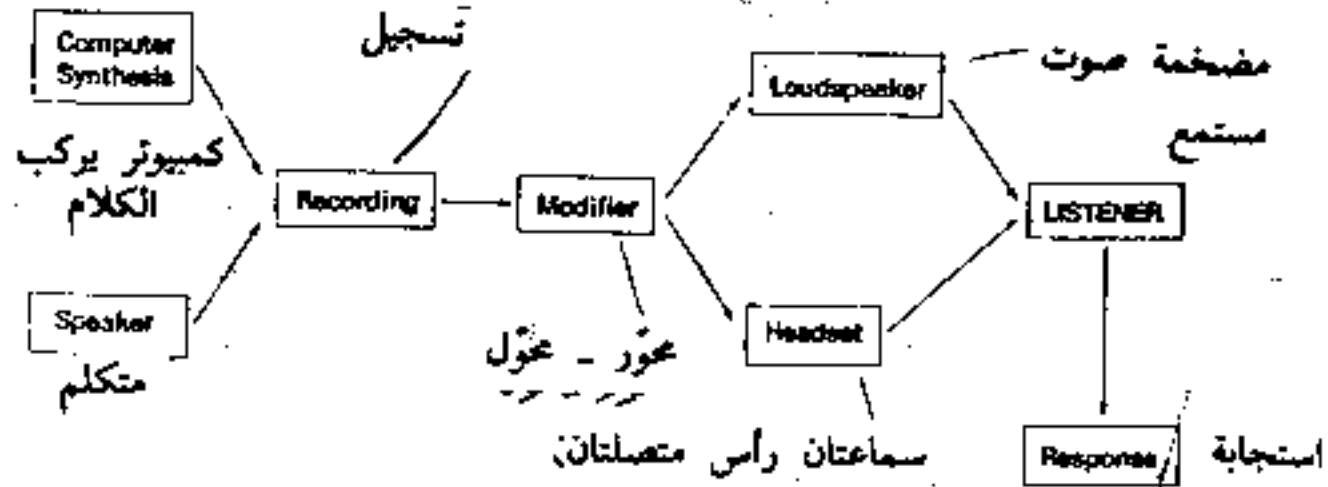 Computer
Synthesis
تسجيل
Loudspeaker
مضخمة صوت
مستمع
كمبيوتر يركب
الكلام
Recording
Modifier
LISTENER
Speaker
متكلم
محوّر - محوّل
Headset
سماعتان رأس متصلتان
Response
استجابة